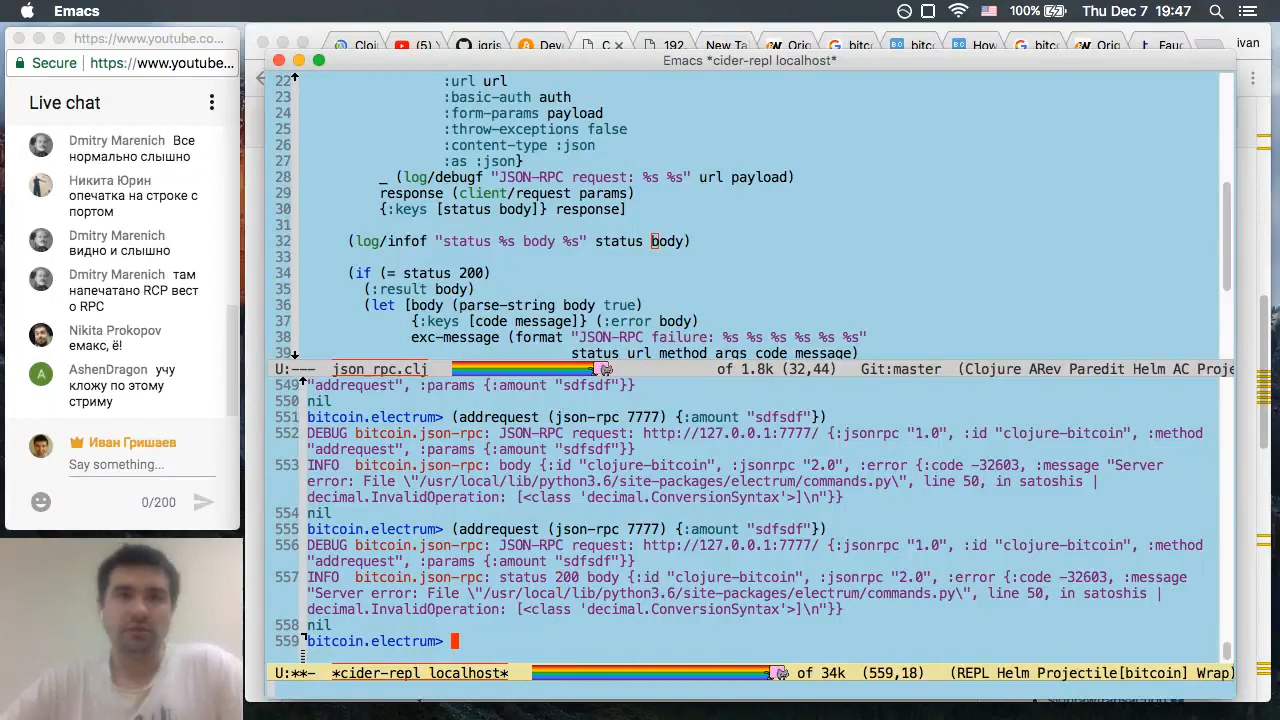 Emacs
100%
Thu Dec 7 19:47
https://www.youtube.co...
Secure
https://www.youtube...
Live chat
Dmitry Marenich Все
нормально слышно
Никита Юрин
опечатка на строке с
портом
Dmitry Marenich
видно и слышно
Dmitry Marenich там
напечатано RCP вест
о RPC
Nikita Prokopov
емакс, ё!
AshenDragon учу
кложу по этому
стриму
Иван Гришаев
Say something...
0/200
(5)
192.
New Ta
Orig
bitc
Dev
How
bitc
Orig
bitc
Fauc
ivan
Emacs *cider-repl localhost*
22 :url url
23 :basic-auth auth
24 :form-params payload
25 :throw-exceptions false
26 :content-type :json
27 :as :json}
28 _ (log/debugf "JSON-RPC request: %s %s" url payload)
29 response (client/request params)
30 {:keys [status body]} response]
31
32 (log/infof "status %s body %s" status body)
33
34 (if (= status 200)
35 (:result body)
36 (let [body (parse-string body true)
37 {:keys [code message]} (:error body)
38 exc-message (format "JSON-RPC failure: %s %s %s %s %s %s"
39 status url method args code message)
U:--- json_rpc.clj of 1.8k (32,44) Git:master (Clojure ARev Paredit Helm AC Proje
549 "addrequest", :params {:amount "sdfsdf"}}
550 nil
551 bitcoin.electrum> (addrequest (json-rpc 7777) {:amount "sdfsdf"})
552 DEBUG bitcoin.json-rpc: JSON-RPC request: http://127.0.0.1:7777/ {:jsonrpc "1.0", :id "clojure-bitcoin", :method
"addrequest", :params {:amount "sdfsdf"}}
553 INFO bitcoin.json-rpc: body {:id "clojure-bitcoin", :jsonrpc "2.0", :error {:code -32603, :message "Server
error: File \"/usr/local/lib/python3.6/site-packages/electrum/commands.py\", line 50, in satoshis |
decimal.InvalidOperation: [<class 'decimal.ConversionSyntax'>]\n"}}
554 nil
555 bitcoin.electrum> (addrequest (json-rpc 7777) {:amount "sdfsdf"})
556 DEBUG bitcoin.json-rpc: JSON-RPC request: http://127.0.0.1:7777/ {:jsonrpc "1.0", :id "clojure-bitcoin", :method
"addrequest", :params {:amount "sdfsdf"}}
557 INFO bitcoin.json-rpc: status 200 body {:id "clojure-bitcoin", :jsonrpc "2.0", :error {:code -32603, :message
"Server error: File \"/usr/local/lib/python3.6/site-packages/electrum/commands.py\", line 50, in satoshis |
decimal.InvalidOperation: [<class 'decimal.ConversionSyntax'>]\n"}}
558 nil
559 bitcoin.electrum>
U:**- *cider-repl localhost* of 34k (559,18) (REPL Helm Projectile[bitcoin] Wrap)